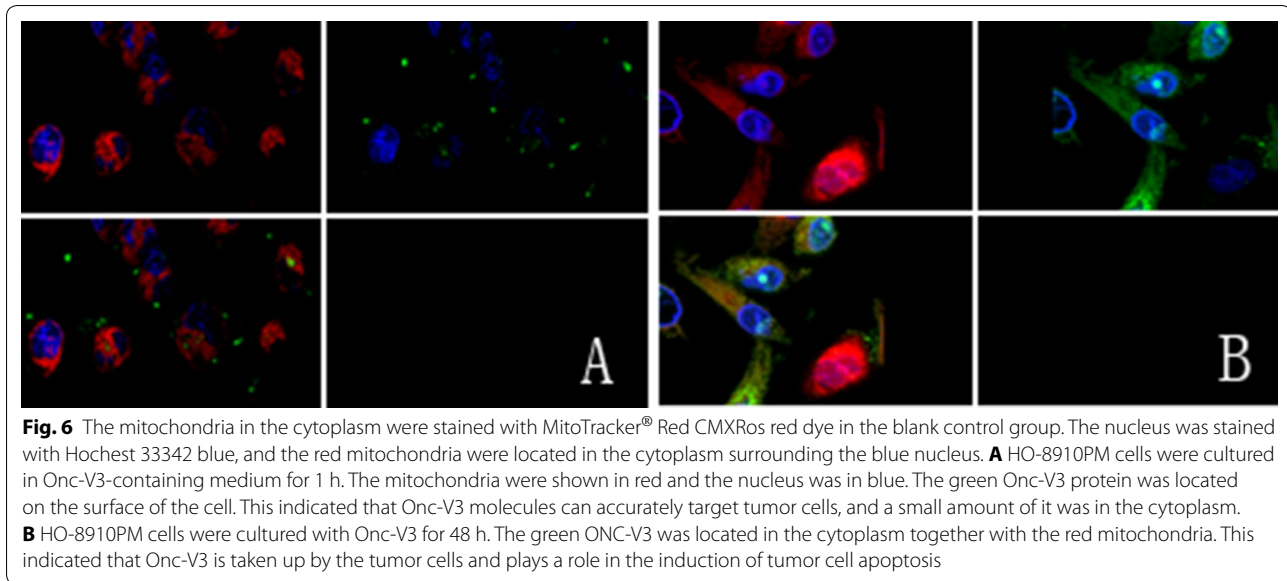 A
B
Fig. 6 The mitochondria in the cytoplasm were stained with MitoTracker® Red CMXRos red dye in the blank control group. The nucleus was stained
with Hochest 33342 blue, and the red mitochondria were located in the cytoplasm surrounding the blue nucleus. A HO-8910PM cells were cultured
in Onc-V3-containing medium for 1 h. The mitochondria were shown in red and the nucleus was in blue. The green Onc-V3 protein was located
on the surface of the cell. This indicated that Onc-V3 molecules can accurately target tumor cells, and a small amount of it was in the cytoplasm.
B HO-8910PM cells were cultured with Onc-V3 for 48 h. The green ONC-V3 was located in the cytoplasm together with the red mitochondria. This
indicated that Onc-V3 is taken up by the tumor cells and plays a role in the induction of tumor cell apoptosis